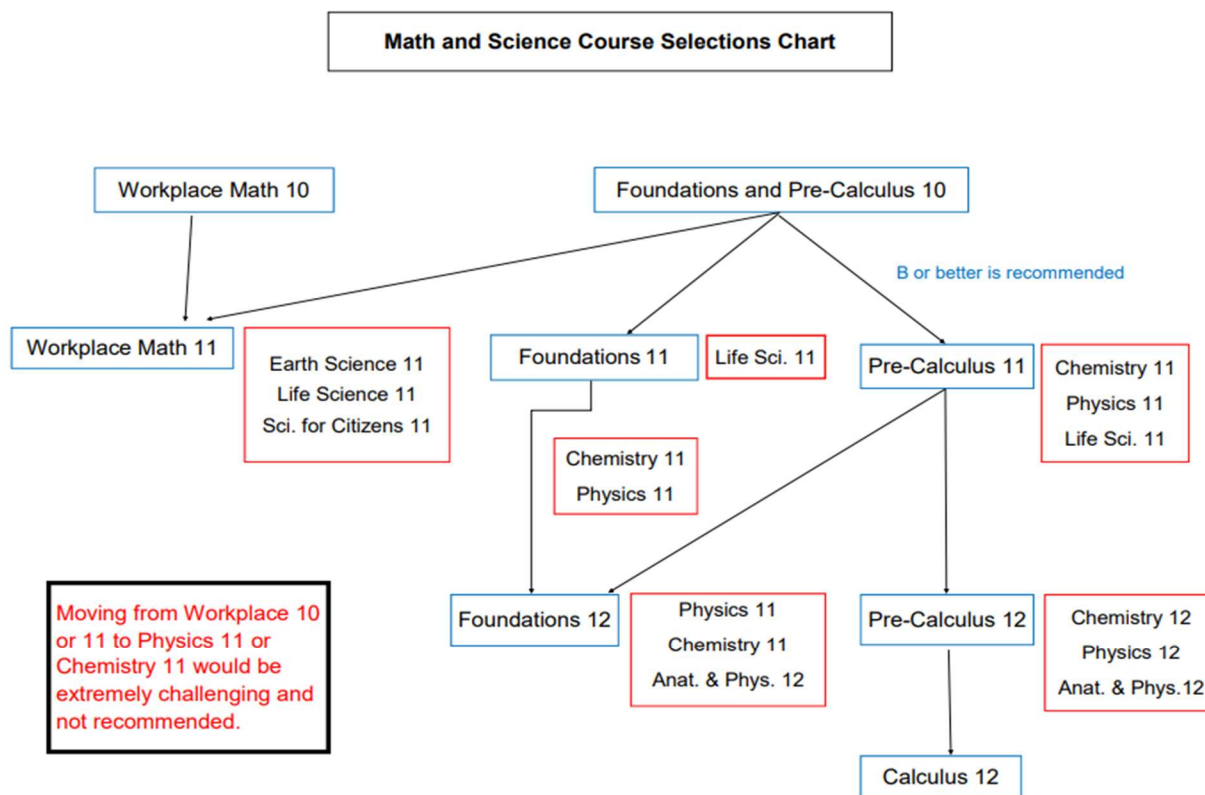 Math and Science Course Selections Chart
Workplace Math 10
Foundations and Pre-Calculus 10
B or better is recommended
Workplace Math 11
Earth Science 11
Life Science 11
Sci. for Citizens 11
Foundations 11
Life Sci. 11
Pre-Calculus 11
Chemistry 11
Physics 11
Life Sci. 11
Chemistry 11
Physics 11
Moving from Workplace 10
or 11 to Physics 11 or
Chemistry 11 would be
extremely challenging and
not recommended.
Foundations 12
Physics 11
Chemistry 11
Anat. & Phys. 12
Pre-Calculus 12
Chemistry 12
Physics 12
Anat. & Phys.12
Calculus 12